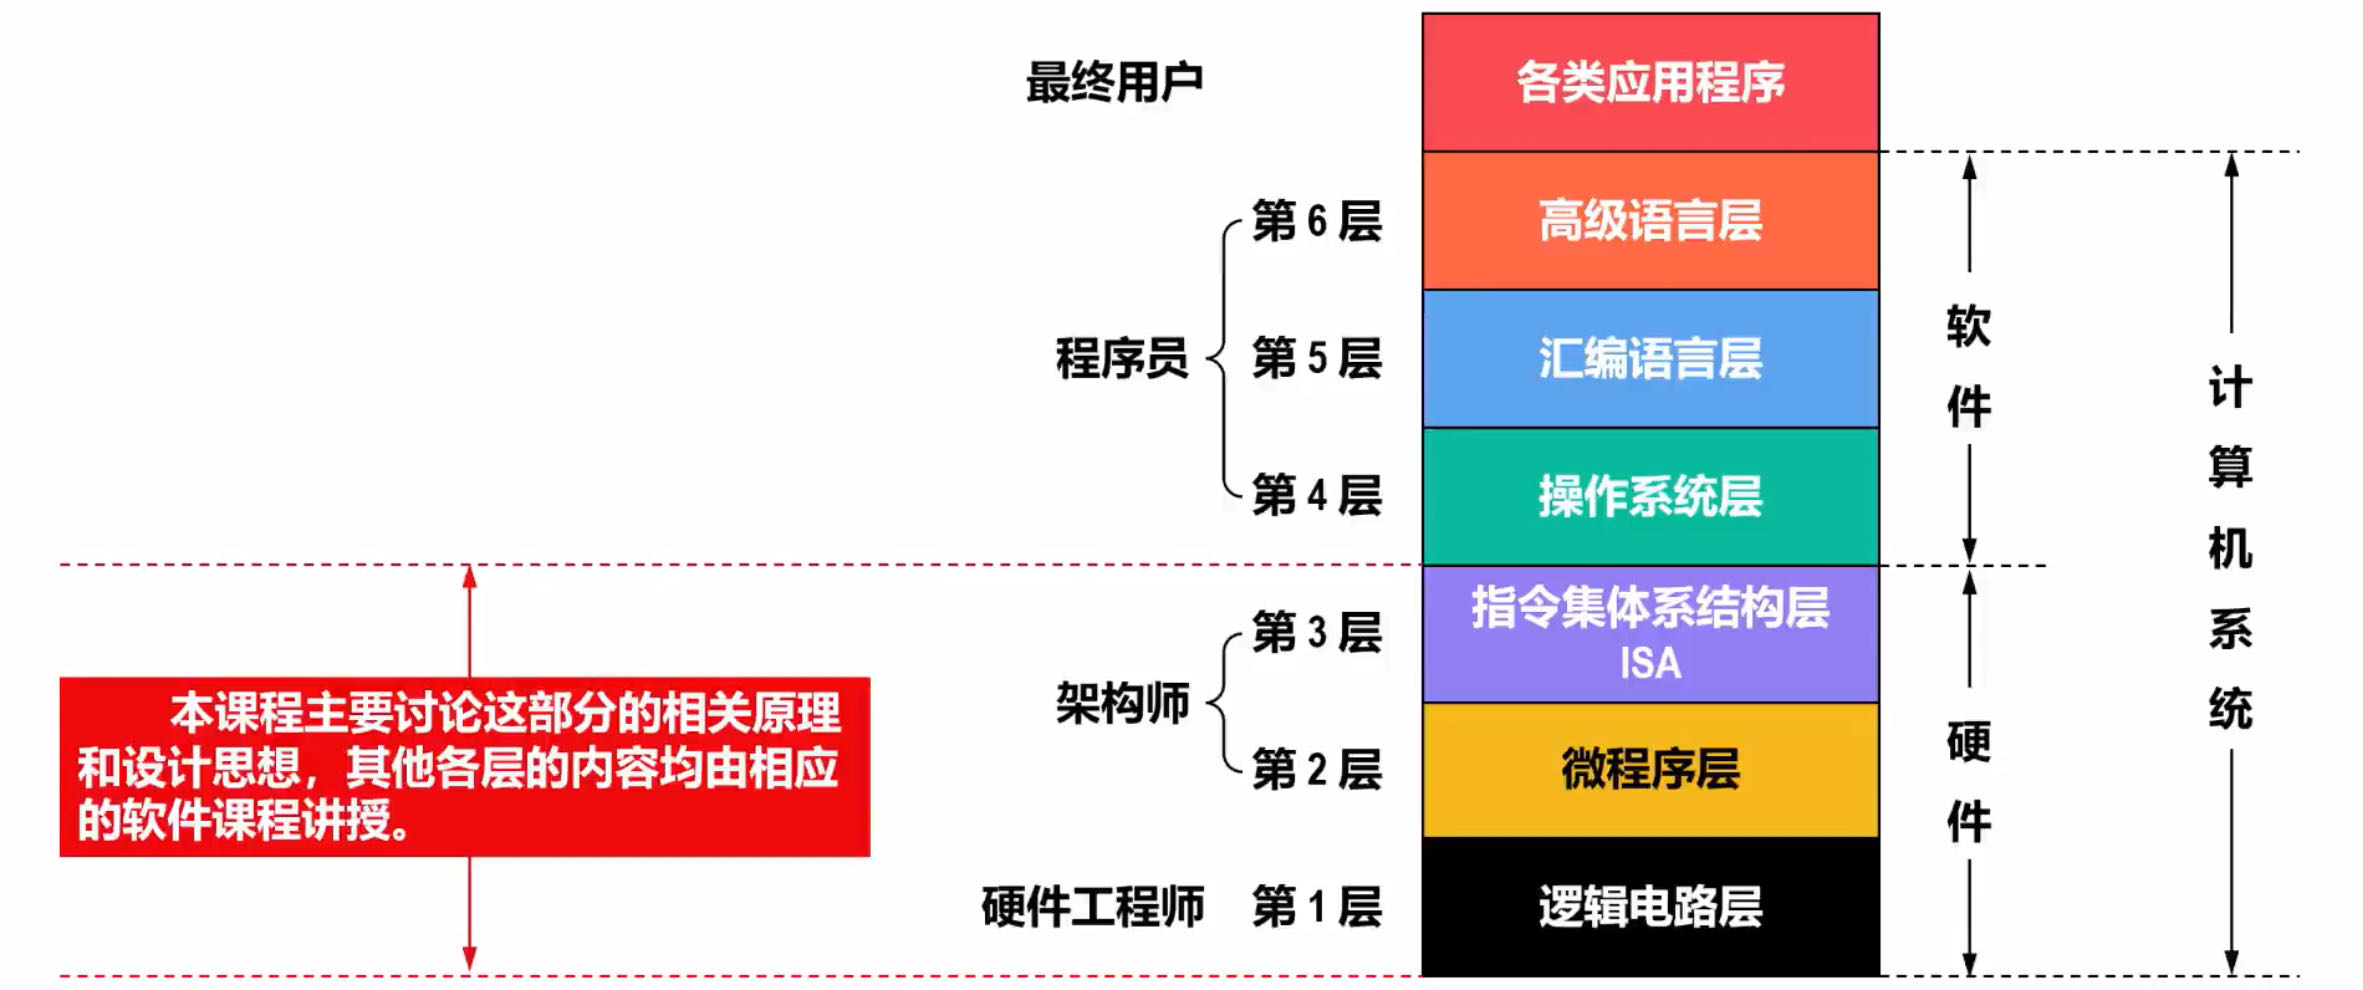 最终用户
各类应用程序
第6层
高级语言层
程序员
第5层
汇编语言层
第4层
操作系统层
软件
计算机系统
第3层
指令集体系结构层
ISA
架构师
第2层
微程序层
硬件
硬件工程师
第1层
逻辑电路层
本课程主要讨论这部分的相关原理
和设计思想，其他各层的内容均由相应
的软件课程讲授。